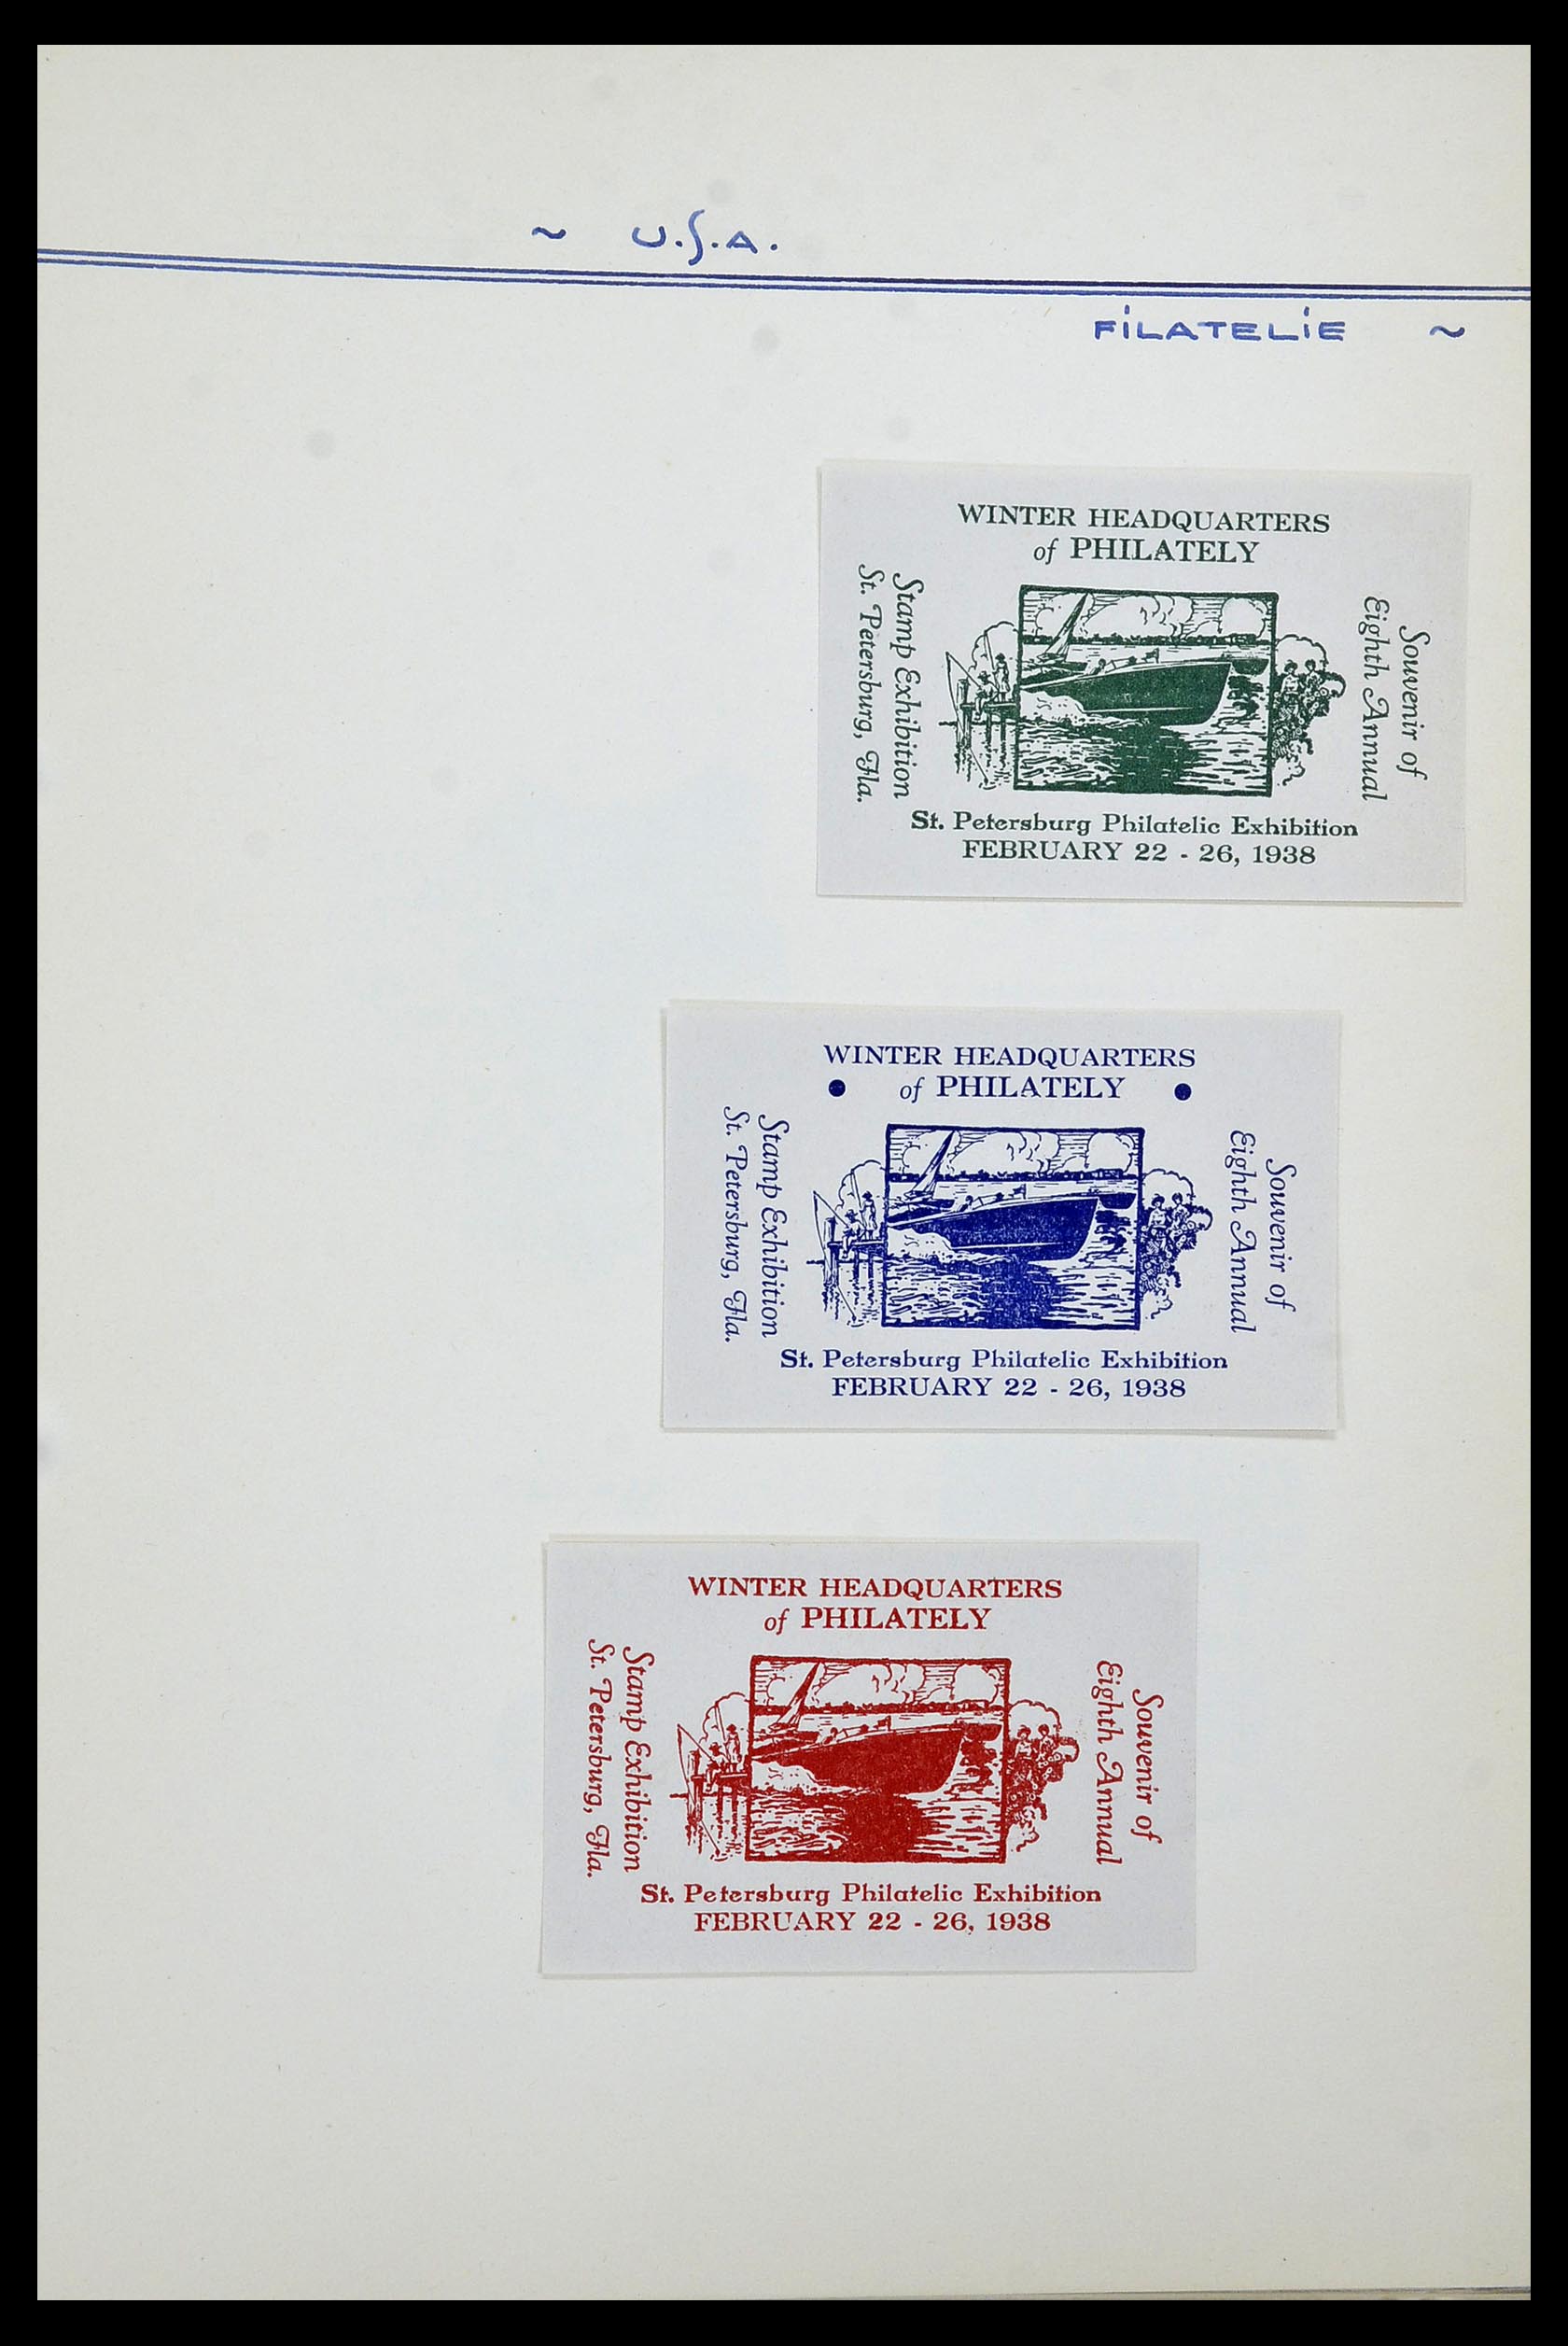 ~ U.S.A.
FiLATELiE ~
WINTER HEADQUARTERS
of PHILATELY
Stamp Exhibition
St. Petersburg, Fla.
Souvenir of
Eighth Annual
St. Petersburg Philatelic Exhibition
FEBRUARY 22 - 26, 1938
WINTER HEADQUARTERS
● of PHILATELY ●
Stamp Exhibition
St. Petersburg, Fla.
Souvenir of
Eighth Annual
St. Petersburg Philatelic Exhibition
FEBRUARY 22 - 26, 1938
WINTER HEADQUARTERS
of PHILATELY
Stamp Exhibition
St. Petersburg, Fla.
Souvenir of
Eighth Annual
St. Petersburg Philatelic Exhibition
FEBRUARY 22 - 26, 1938